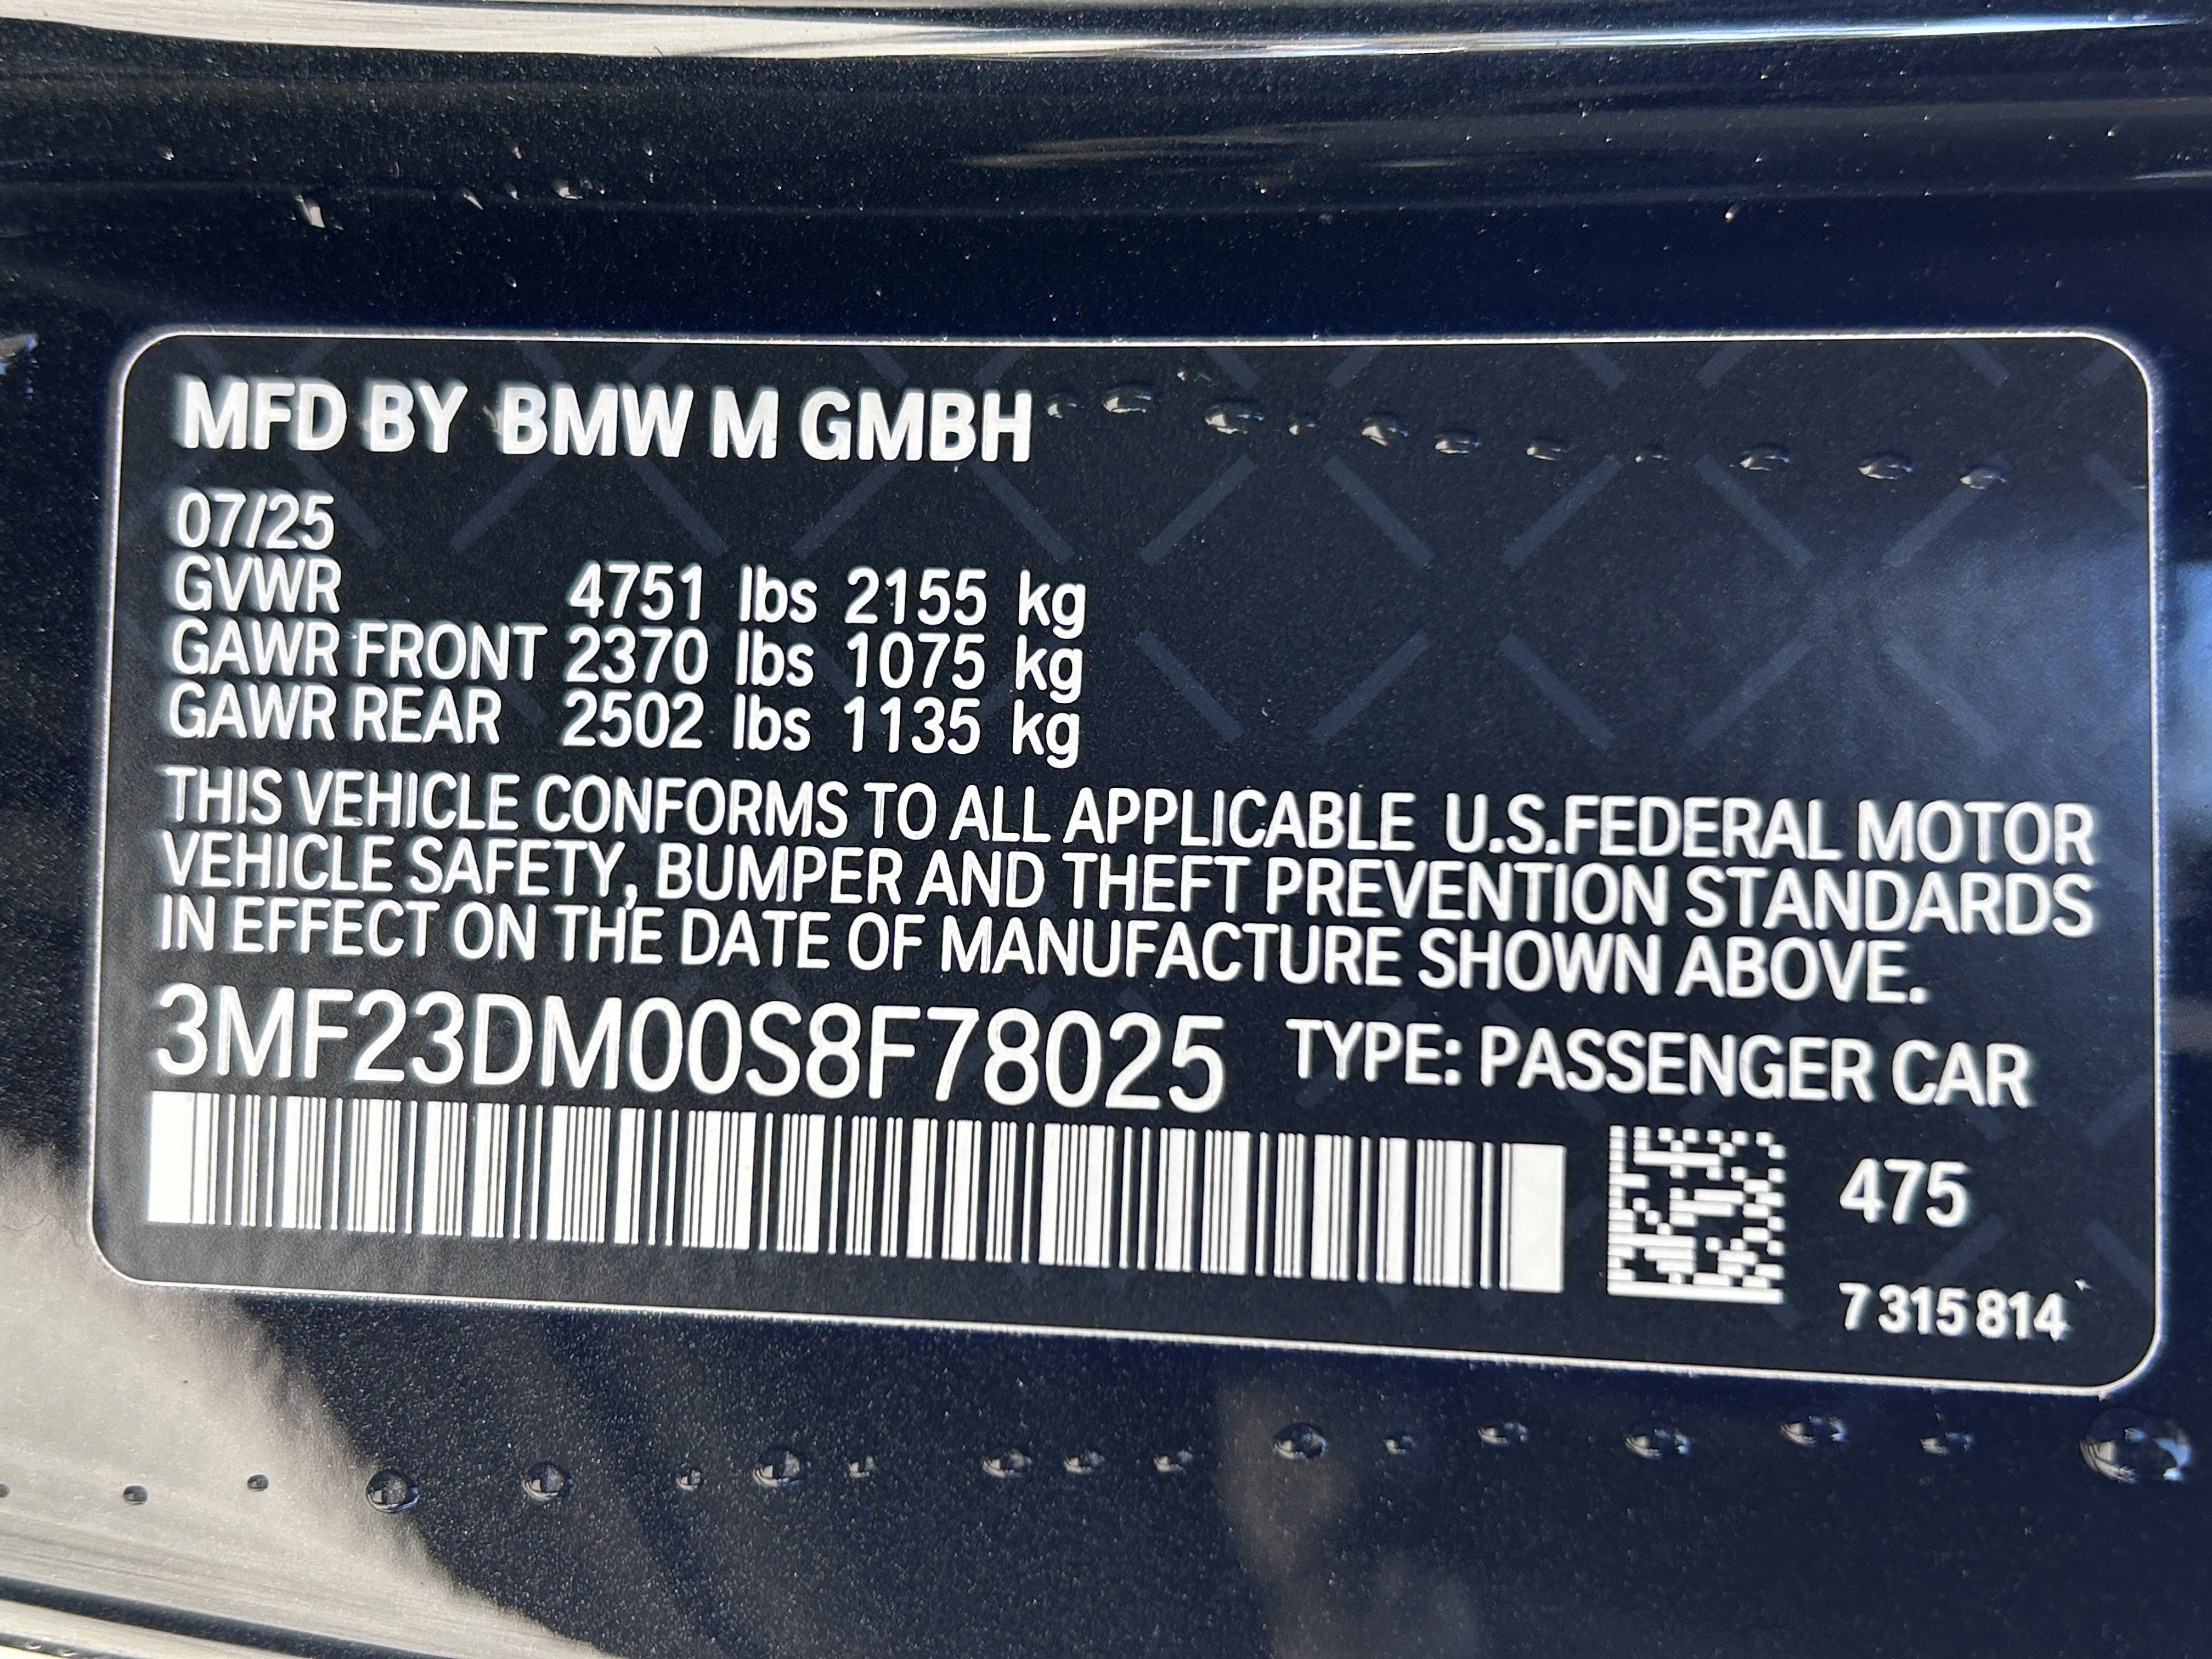 MFD BY BMW M GMBH
07/25
GVWR 4751 lbs 2155 kg
GAWR FRONT 2370 lbs 1075 kg
GAWR REAR 2502 lbs 1135 kg
THIS VEHICLE CONFORMS TO ALL APPLICABLE U.S.FEDERAL MOTOR
VEHICLE SAFETY, BUMPER AND THEFT PREVENTION STANDARDS
IN EFFECT ON THE DATE OF MANUFACTURE SHOWN ABOVE.
3MF23DM00S8F78025 TYPE: PASSENGER CAR
475
7 315 814